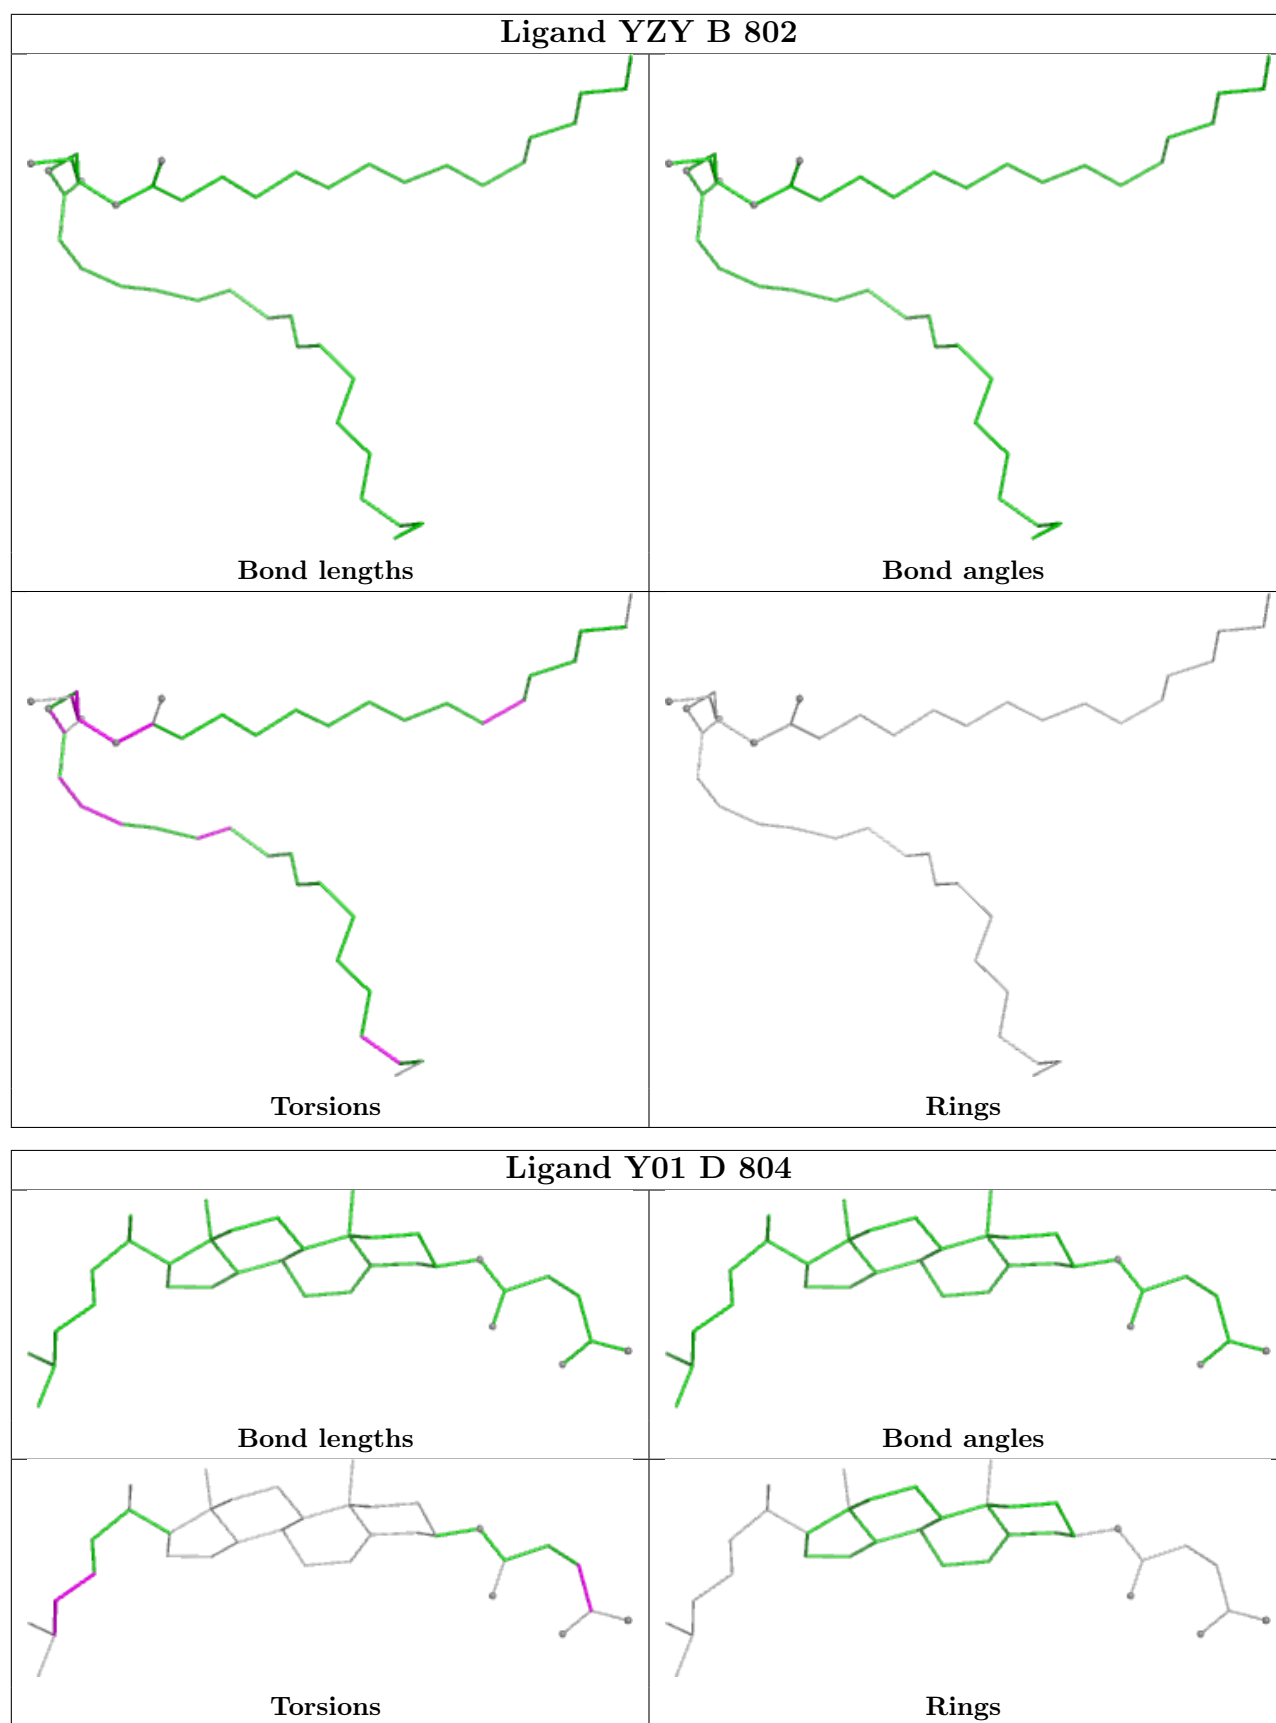 Ligand YZY B 802
Bond lengths
Bond angles
Torsions
Rings
Ligand Y01 D 804
Bond lengths
Bond angles
Torsions
Rings